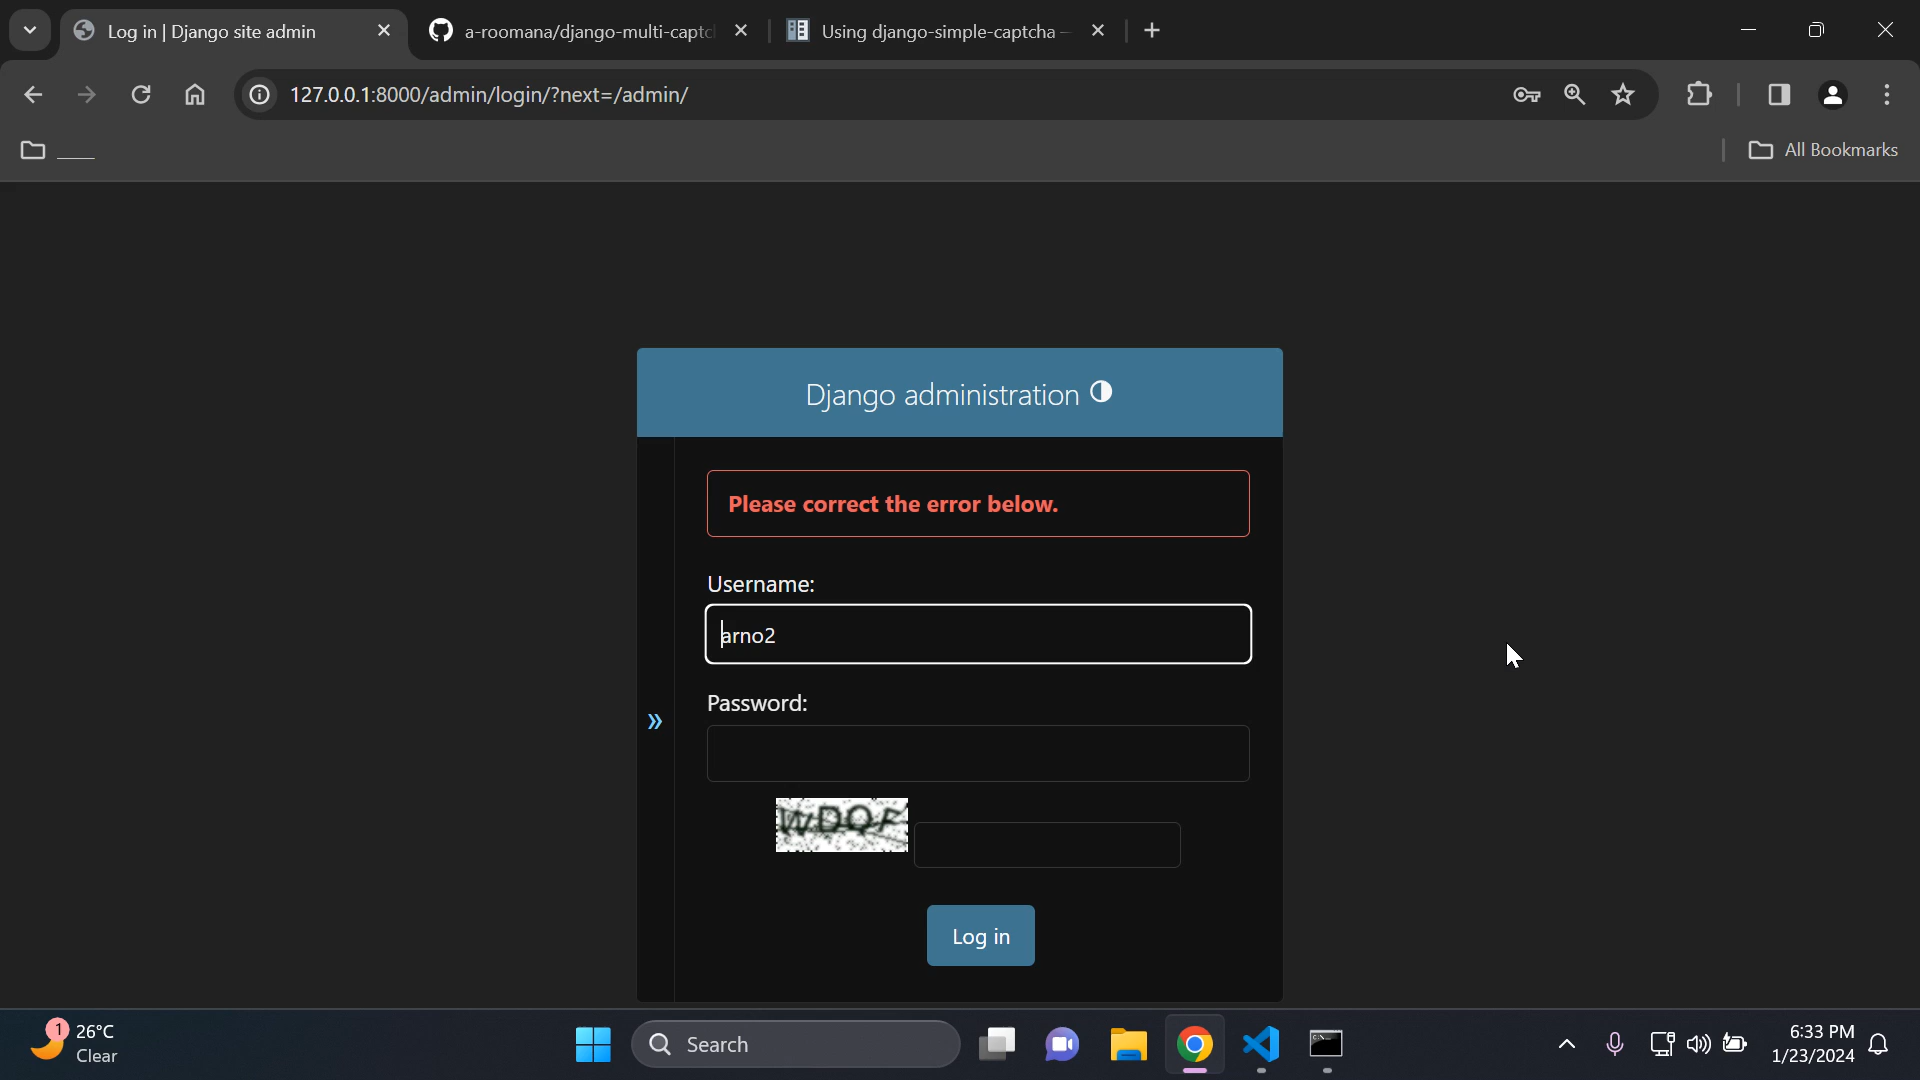 Log in | Django site admin
a-roomana/django-multi-captc
Using django-simple-captcha –
127.0.0.1:8000/admin/login/?next=/admin/
All Bookmarks
Django administration
Please correct the error below.
Username:
arno2
Password:
»
WDQF
Log in
1
26°C
Clear
Search
6:33 PM
1/23/2024